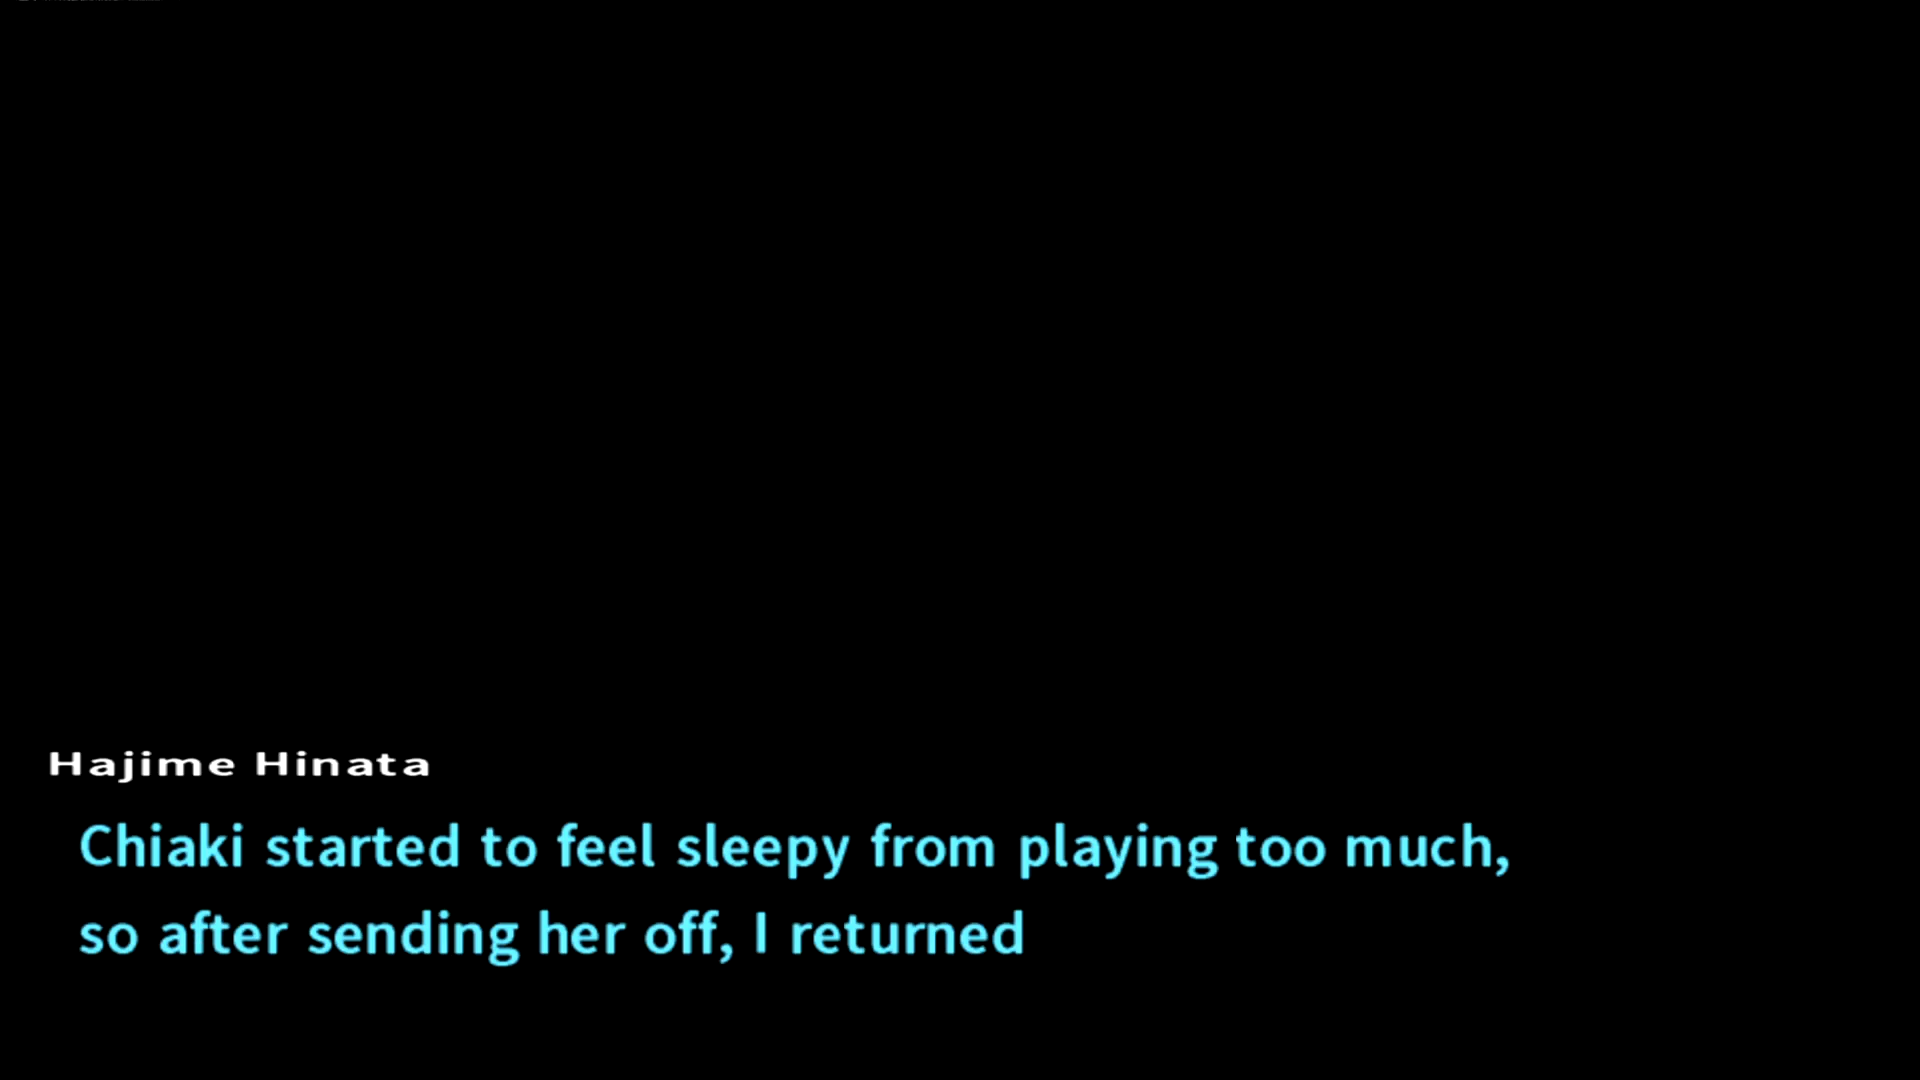 Hajime Hinata
Chiaki started to feel sleepy from playing too much,
so after sending her off, I returned